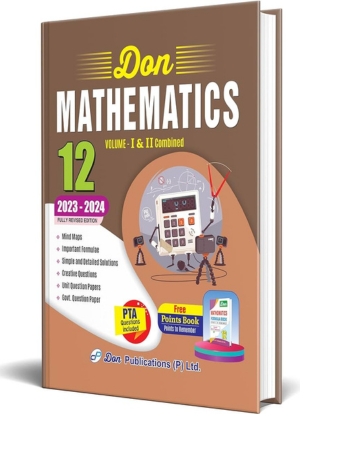 Don
MATHEMATICS
VOLUME - I & II Combined
12
2023 - 2024
FULLY REVISED EDITION
Mind Maps
Important Formulae
Simple and Detailed Solutions
Creative Questions
Unit Question Papers
Govt. Question Paper
PTA
Questions
Included
Free
Points Book
Points to Remember
Don
MATHEMATICS
Don Publications (P) Ltd.